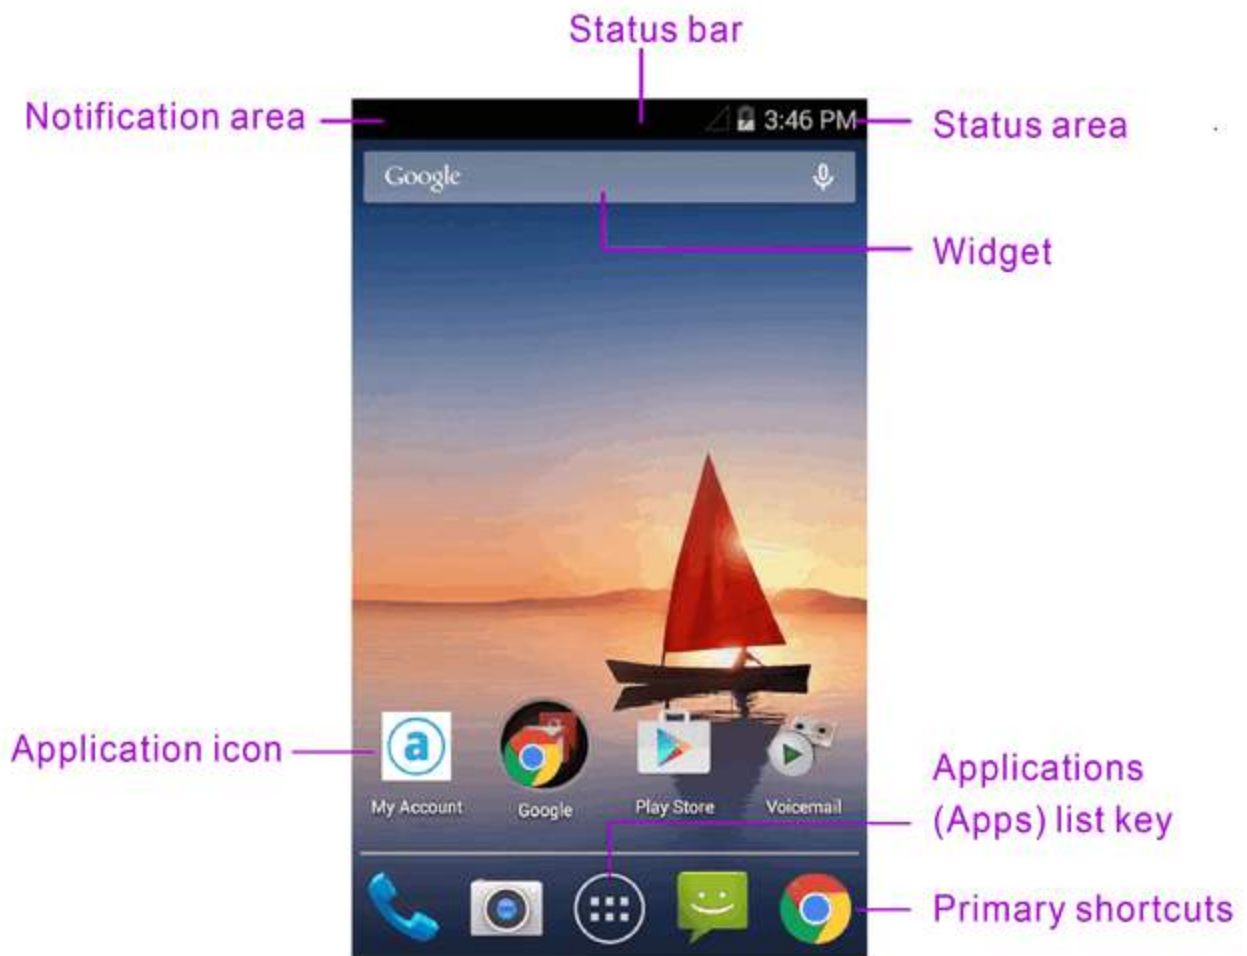 Status bar
Notification area
3:46 PM
Status area
Google
Widget
Application icon
a
My Account
Google
Play Store
Voicemail
Applications
(Apps) list key
Primary shortcuts